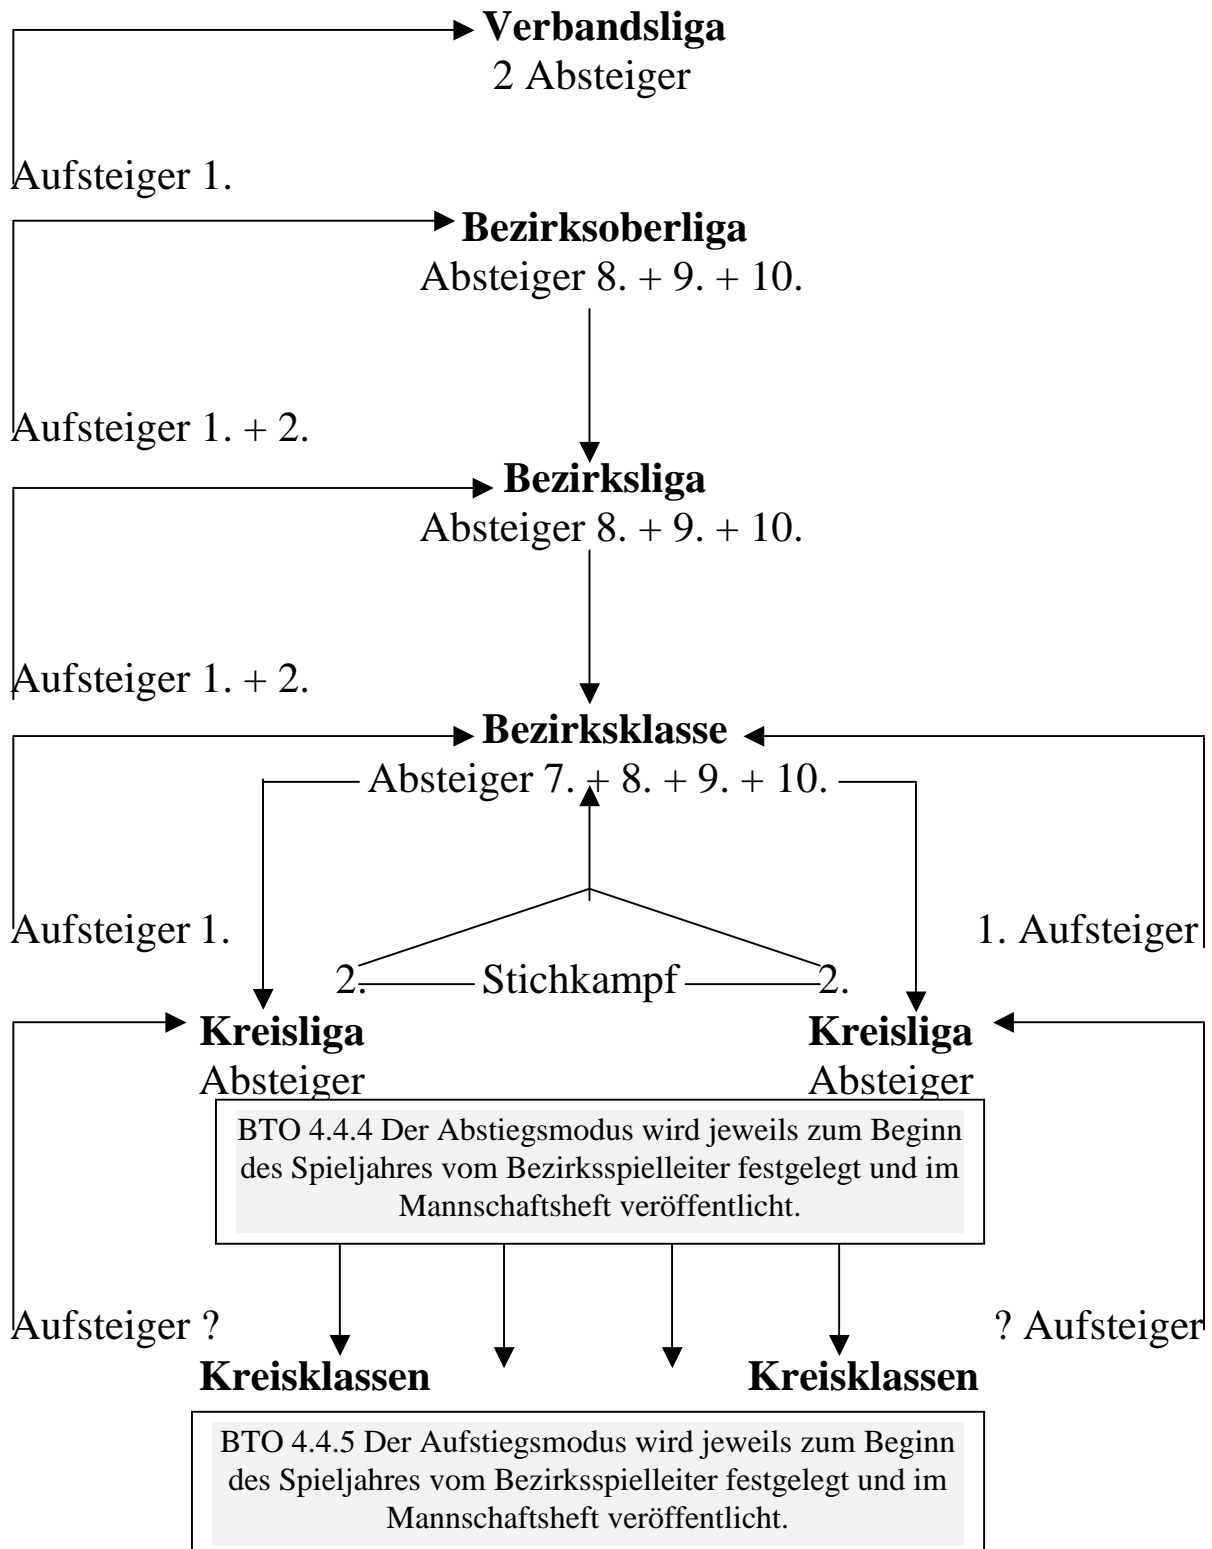 Verbandsliga
2 Absteiger
Aufsteiger 1.
Bezirksoberliga
Absteiger 8. + 9. + 10.
Aufsteiger 1. + 2.
Bezirksliga
Absteiger 8. + 9. + 10.
Aufsteiger 1. + 2.
Bezirksklasse
Absteiger 7. + 8. + 9. + 10.
Aufsteiger 1.
1. Aufsteiger
2. Stichkampf 2.
Kreisliga
Kreisliga
Absteiger
Absteiger
BTO 4.4.4 Der Abstiegsmodus wird jeweils zum Beginn
des Spieljahres vom Bezirksspielleiter festgelegt und im
Mannschaftsheft veröffentlicht.
Aufsteiger ?
? Aufsteiger
Kreisklassen
Kreisklassen
BTO 4.4.5 Der Aufstiegsmodus wird jeweils zum Beginn
des Spieljahres vom Bezirksspielleiter festgelegt und im
Mannschaftsheft veröffentlicht.